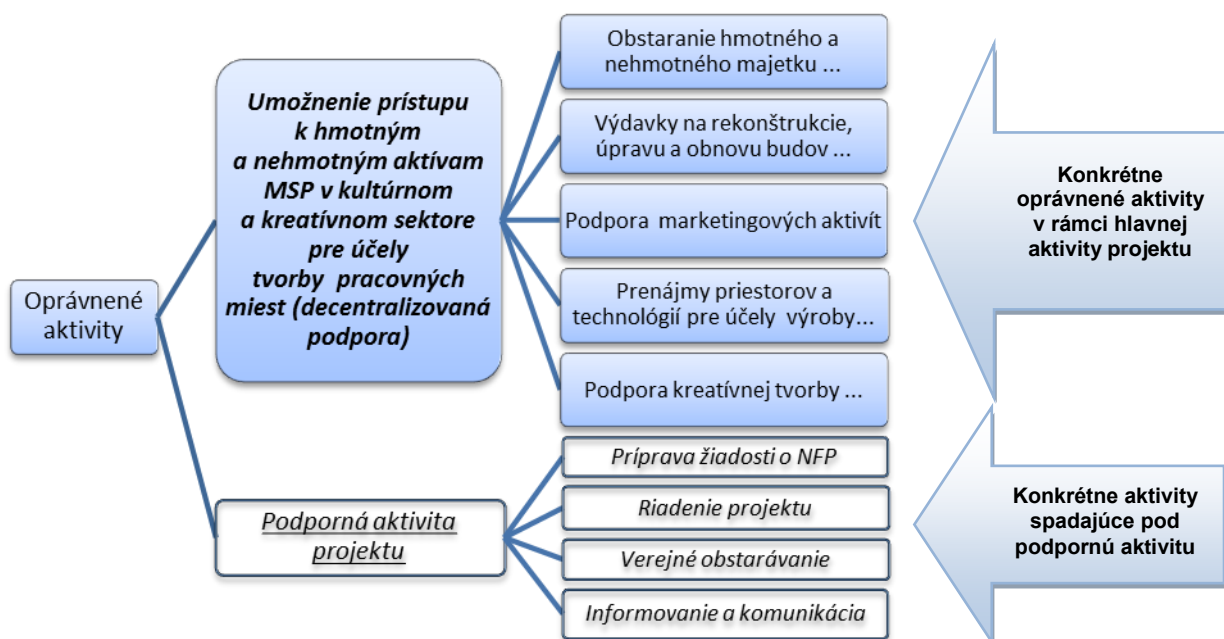 Oprávnené
aktivity
Umožnenie prístupu
k hmotným
a nehmotným aktívam
MSP v kultúrnom
a kreatívnom sektore
pre účely
tvorby pracovných
miest (decentralizovaná
podpora)
Obstaranie hmotného a
nehmotného majetku ...
Výdavky na rekonštrukcie,
úpravu a obnovu budov ...
Podpora marketingových aktivít
Prenájmy priestorov a
technológií pre účely výroby...
Podpora kreatívnej tvorby ...
Konkrétne
oprávnené aktivity
v rámci hlavnej
aktivity projektu
Podporná aktivita
projektu
Príprava žiadosti o NFP
Riadenie projektu
Verejné obstarávanie
Informovanie a komunikácia
Konkrétne aktivity
spadajúce pod
podpornú aktivitu